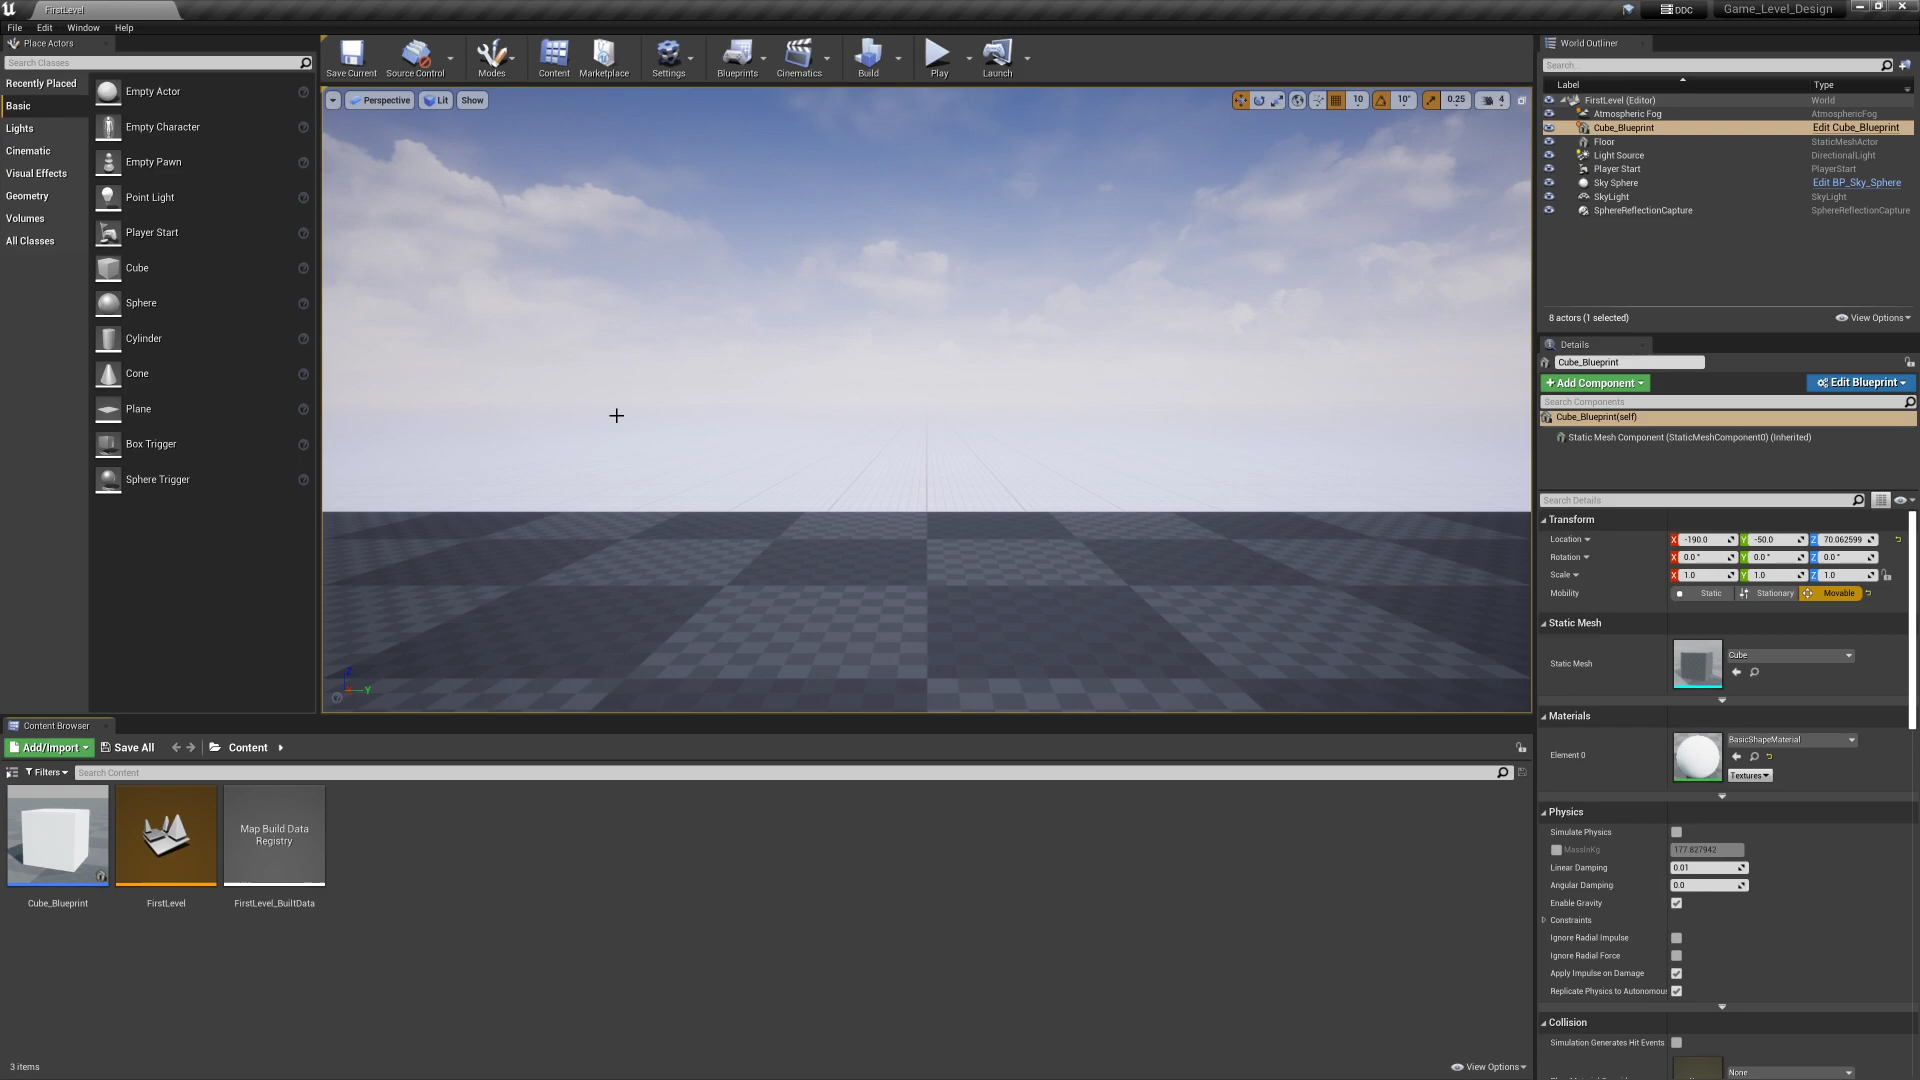 FirstLevel
DDC
Game_Level_Design
File Edit Window Help
Place Actors
Search Classes
Recently Placed
Basic
Lights
Cinematic
Visual Effects
Geometry
Volumes
All Classes
Empty Actor
Empty Character
Empty Pawn
Point Light
Player Start
Cube
Sphere
Cylinder
Cone
Plane
Box Trigger
Sphere Trigger
Save Current
Source Control
Modes
Content
Marketplace
Settings
Blueprints
Cinematics
Build
Play
Launch
Perspective
Lit
Show
10
10°
0.25
4
Z
Y
World Outliner
Search...
Label Type
FirstLevel (Editor) World
Atmospheric Fog AtmosphericFog
Cube_Blueprint Edit Cube_Blueprint
Floor StaticMeshActor
Light Source DirectionalLight
Player Start PlayerStart
Sky Sphere Edit BP_Sky_Sphere
SkyLight SkyLight
SphereReflectionCapture SphereReflectionCapture
8 actors (1 selected) View Options
Details
Cube_Blueprint
+Add Component Edit Blueprint
Search Components
Cube_Blueprint(self)
Static Mesh Component (StaticMeshComponent0) (Inherited)
Search Details
Transform
Location X -190.0 Y -50.0 Z 70.062599
Rotation X 0.0 ° Y 0.0 ° Z 0.0 °
Scale X 1.0 Y 1.0 Z 1.0
Mobility Static Stationary Movable
Static Mesh
Static Mesh Cube
Materials
Element 0 BasicShapeMaterial
Textures
Physics
Simulate Physics
MassInKg 177.827942
Linear Damping 0.01
Angular Damping 0.0
Enable Gravity
Constraints
Ignore Radial Impulse
Ignore Radial Force
Apply Impulse on Damage
Replicate Physics to Autonomous
Collision
Simulation Generates Hit Events
None
Content Browser
Add/Import Save All Content
Filters Search Content
Map Build Data
Registry
Cube_Blueprint
FirstLevel
FirstLevel_BuiltData
3 items
View Options